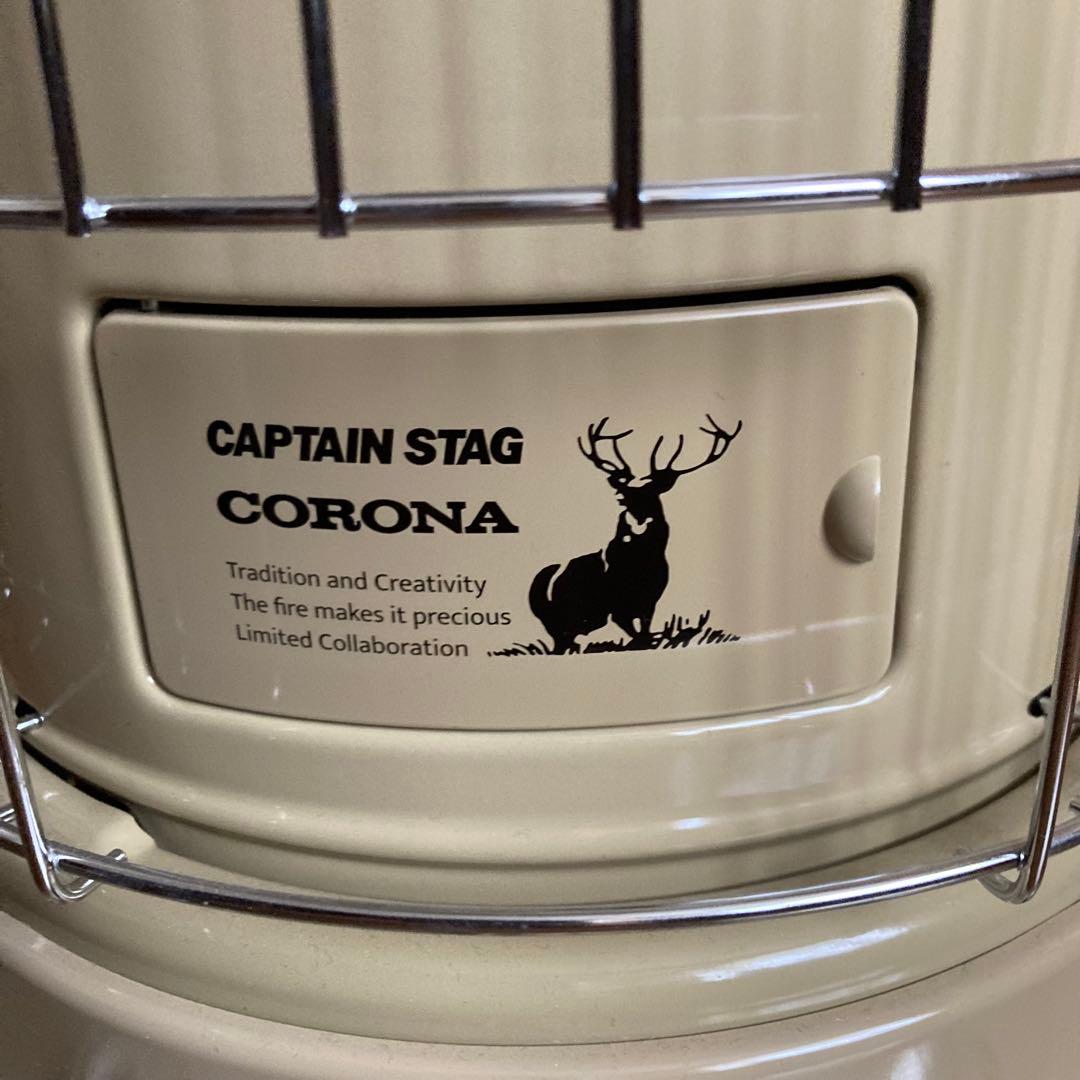 CAPTAIN STAG
CORONA
Tradition and Creativity
The fire makes it precious
Limited Collaboration